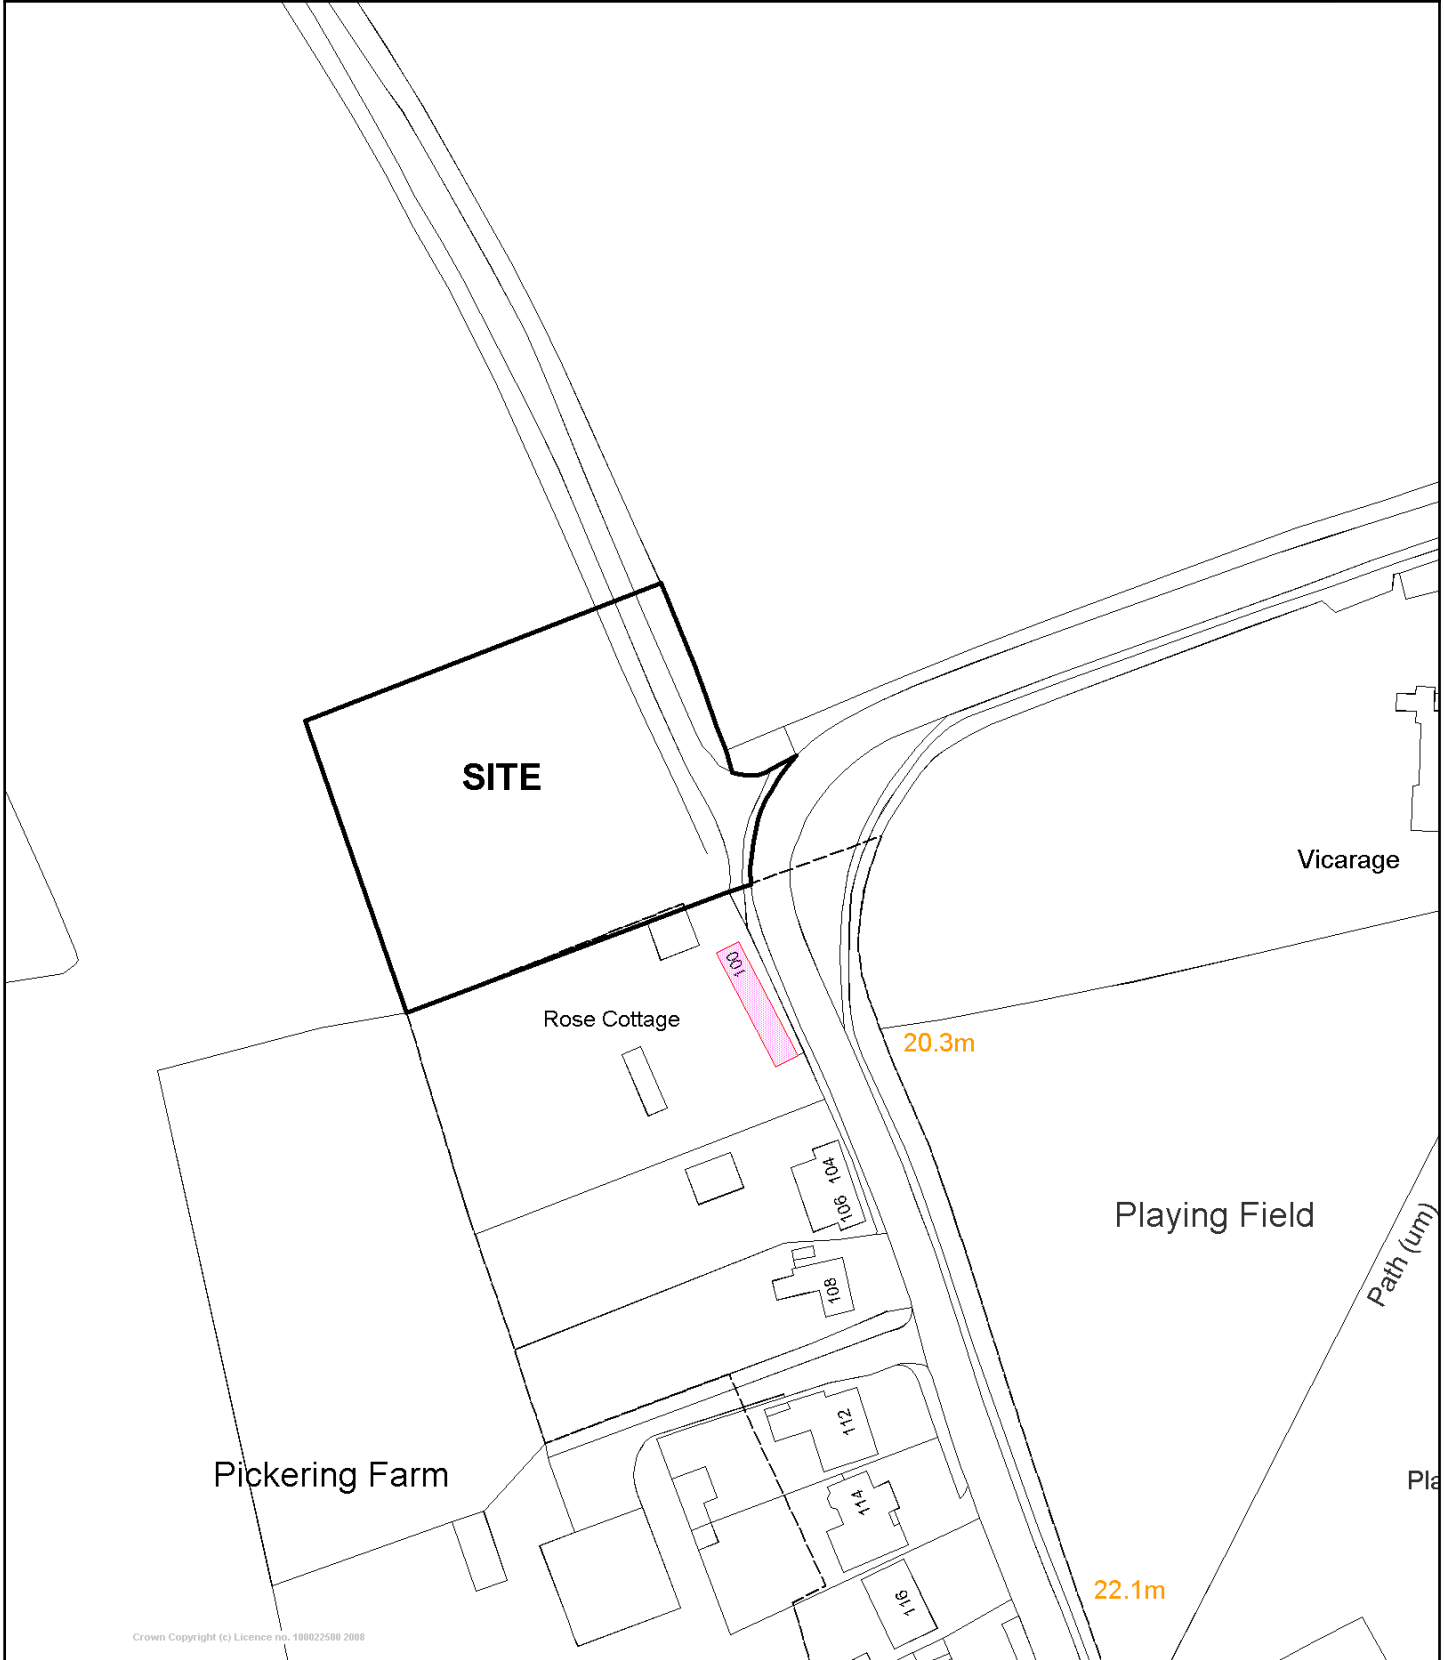 SITE
Vicarage
100
Rose Cottage
20.3m
104
106
Playing Field
Path (um)
108
112
Pickering Farm
Pla
114
22.1m
116
Crown Copyright (c) Licence no. 100022500 2008